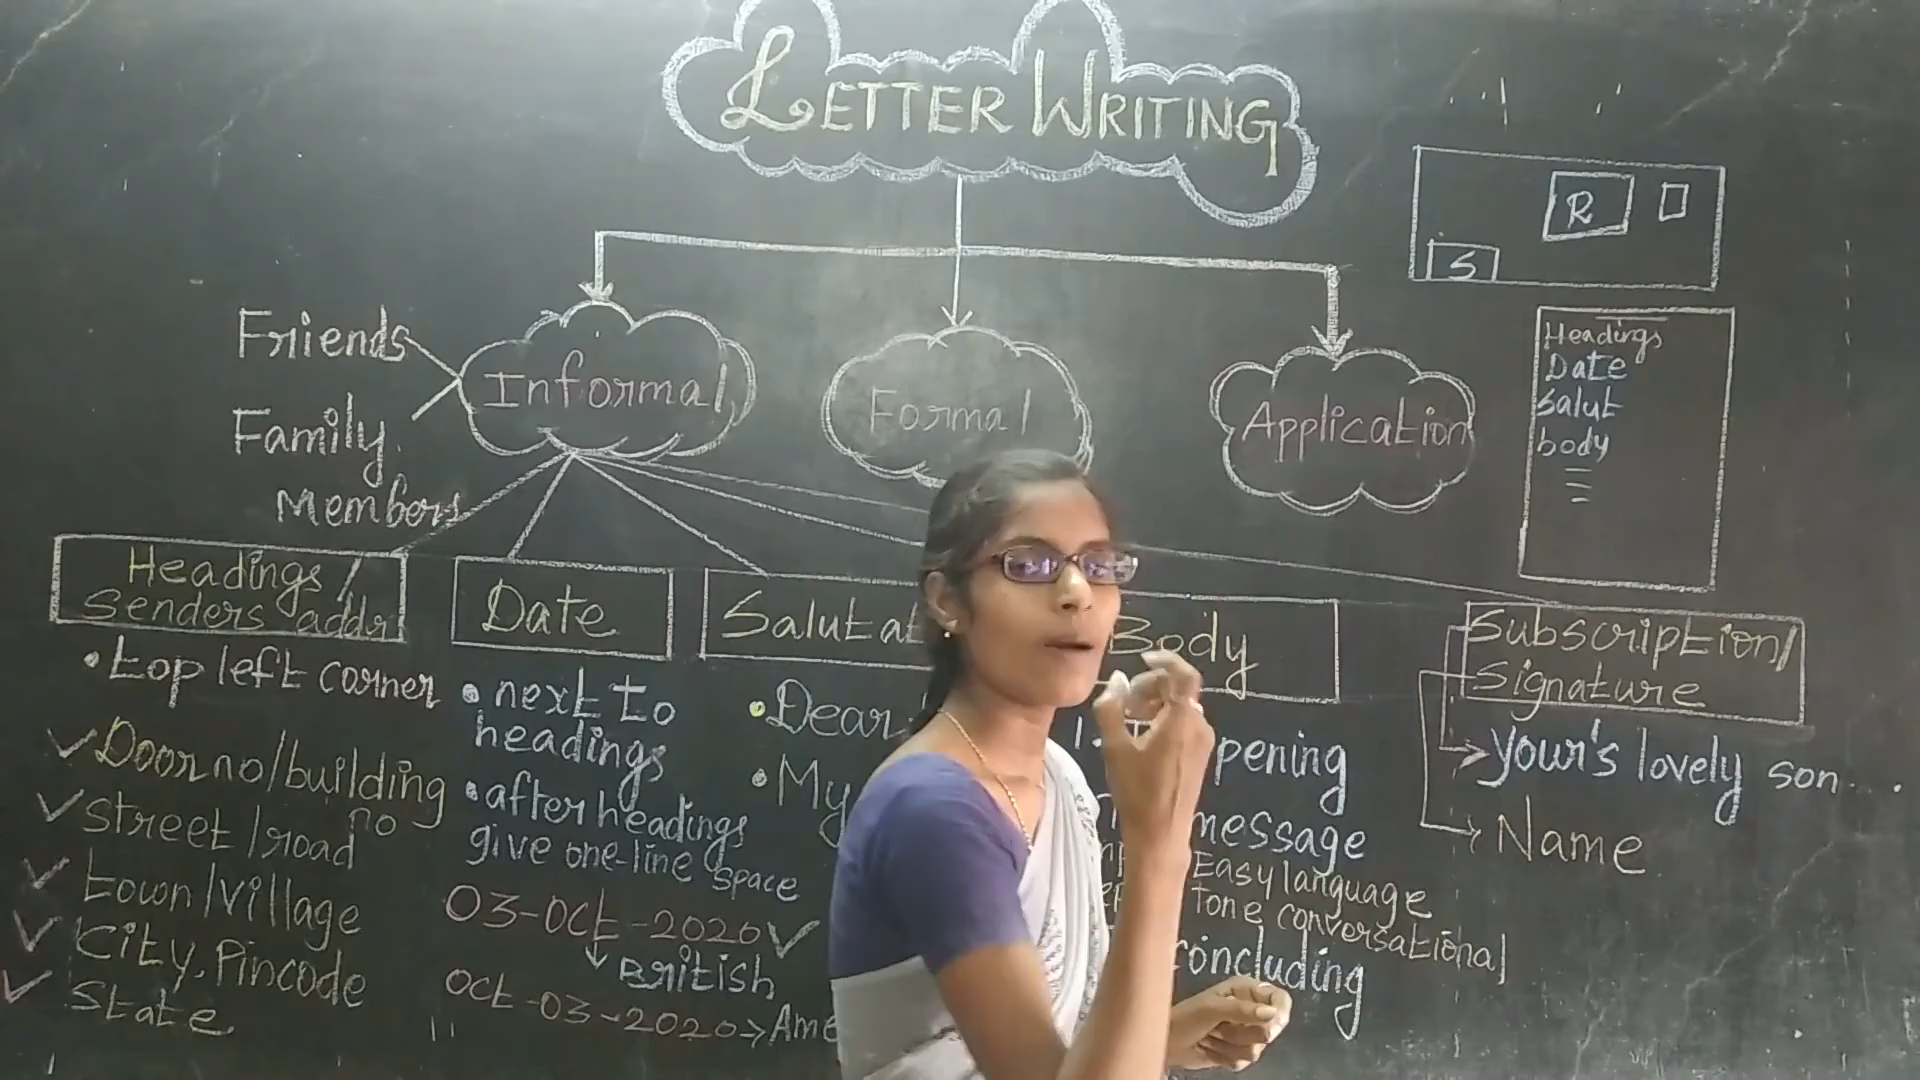 LETTER WRITING
R
S
Friends
Family
Members
Informal
Formal
Application
Headings
Date
Salut
body
Headings/
Senders addr
• top left corner
Door no/building no
street/road
town/village
City, Pincode
State
Date
• next to
headings
• after headings
give one-line space
03-Oct-2020
British
Oct-03-2020
Salutat
• Dear
• My
Body
pening
message
Easy language
Tone conversational
concluding
Subscription/
Signature
your's lovely son...
Name